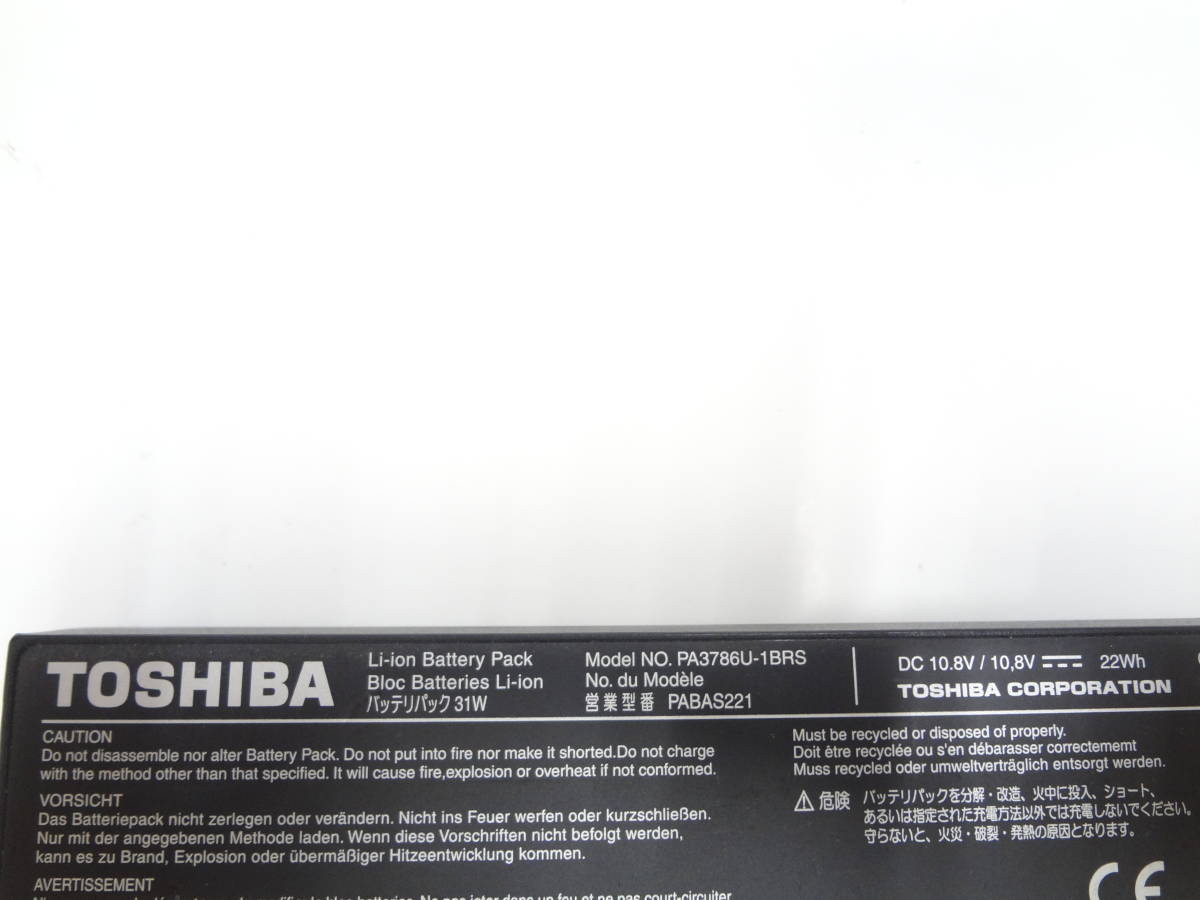 TOSHIBA
Li-ion Battery Pack
Bloc Batteries Li-ion
バッテリパック 31W
Model NO. PA3786U-1BRS
No. du Modèle
営業型番 PABAS221
DC 10.8V / 10,8V ⎓ 22Wh
TOSHIBA CORPORATION
CAUTION
Do not disassemble nor alter Battery Pack. Do not put into fire nor make it shorted.Do not charge
with the method other than that specified. It will cause fire,explosion or overheat if not conformed.
VORSICHT
Das Batteriepack nicht zerlegen oder verändern. Nicht ins Feuer werfen oder kurzschließen.
Nur mit der angegebenen Methode laden. Wenn diese Vorschriften nicht befolgt werden,
kann es zu Brand, Explosion oder übermäßiger Hitzeentwicklung kommen.
AVERTISSEMENT
Must be recycled or disposed of properly.
Doit être recyclée ou s'en débarasser correctememt
Muss recycled oder umweltverträglich entsorgt werden.
⚠ 危険 バッテリパックを分解・改造、火中に投入、ショート、
あるいは指定された充電方法以外では充電しないでください。
守らないと、火災・破裂・発熱の原因となります。
CE